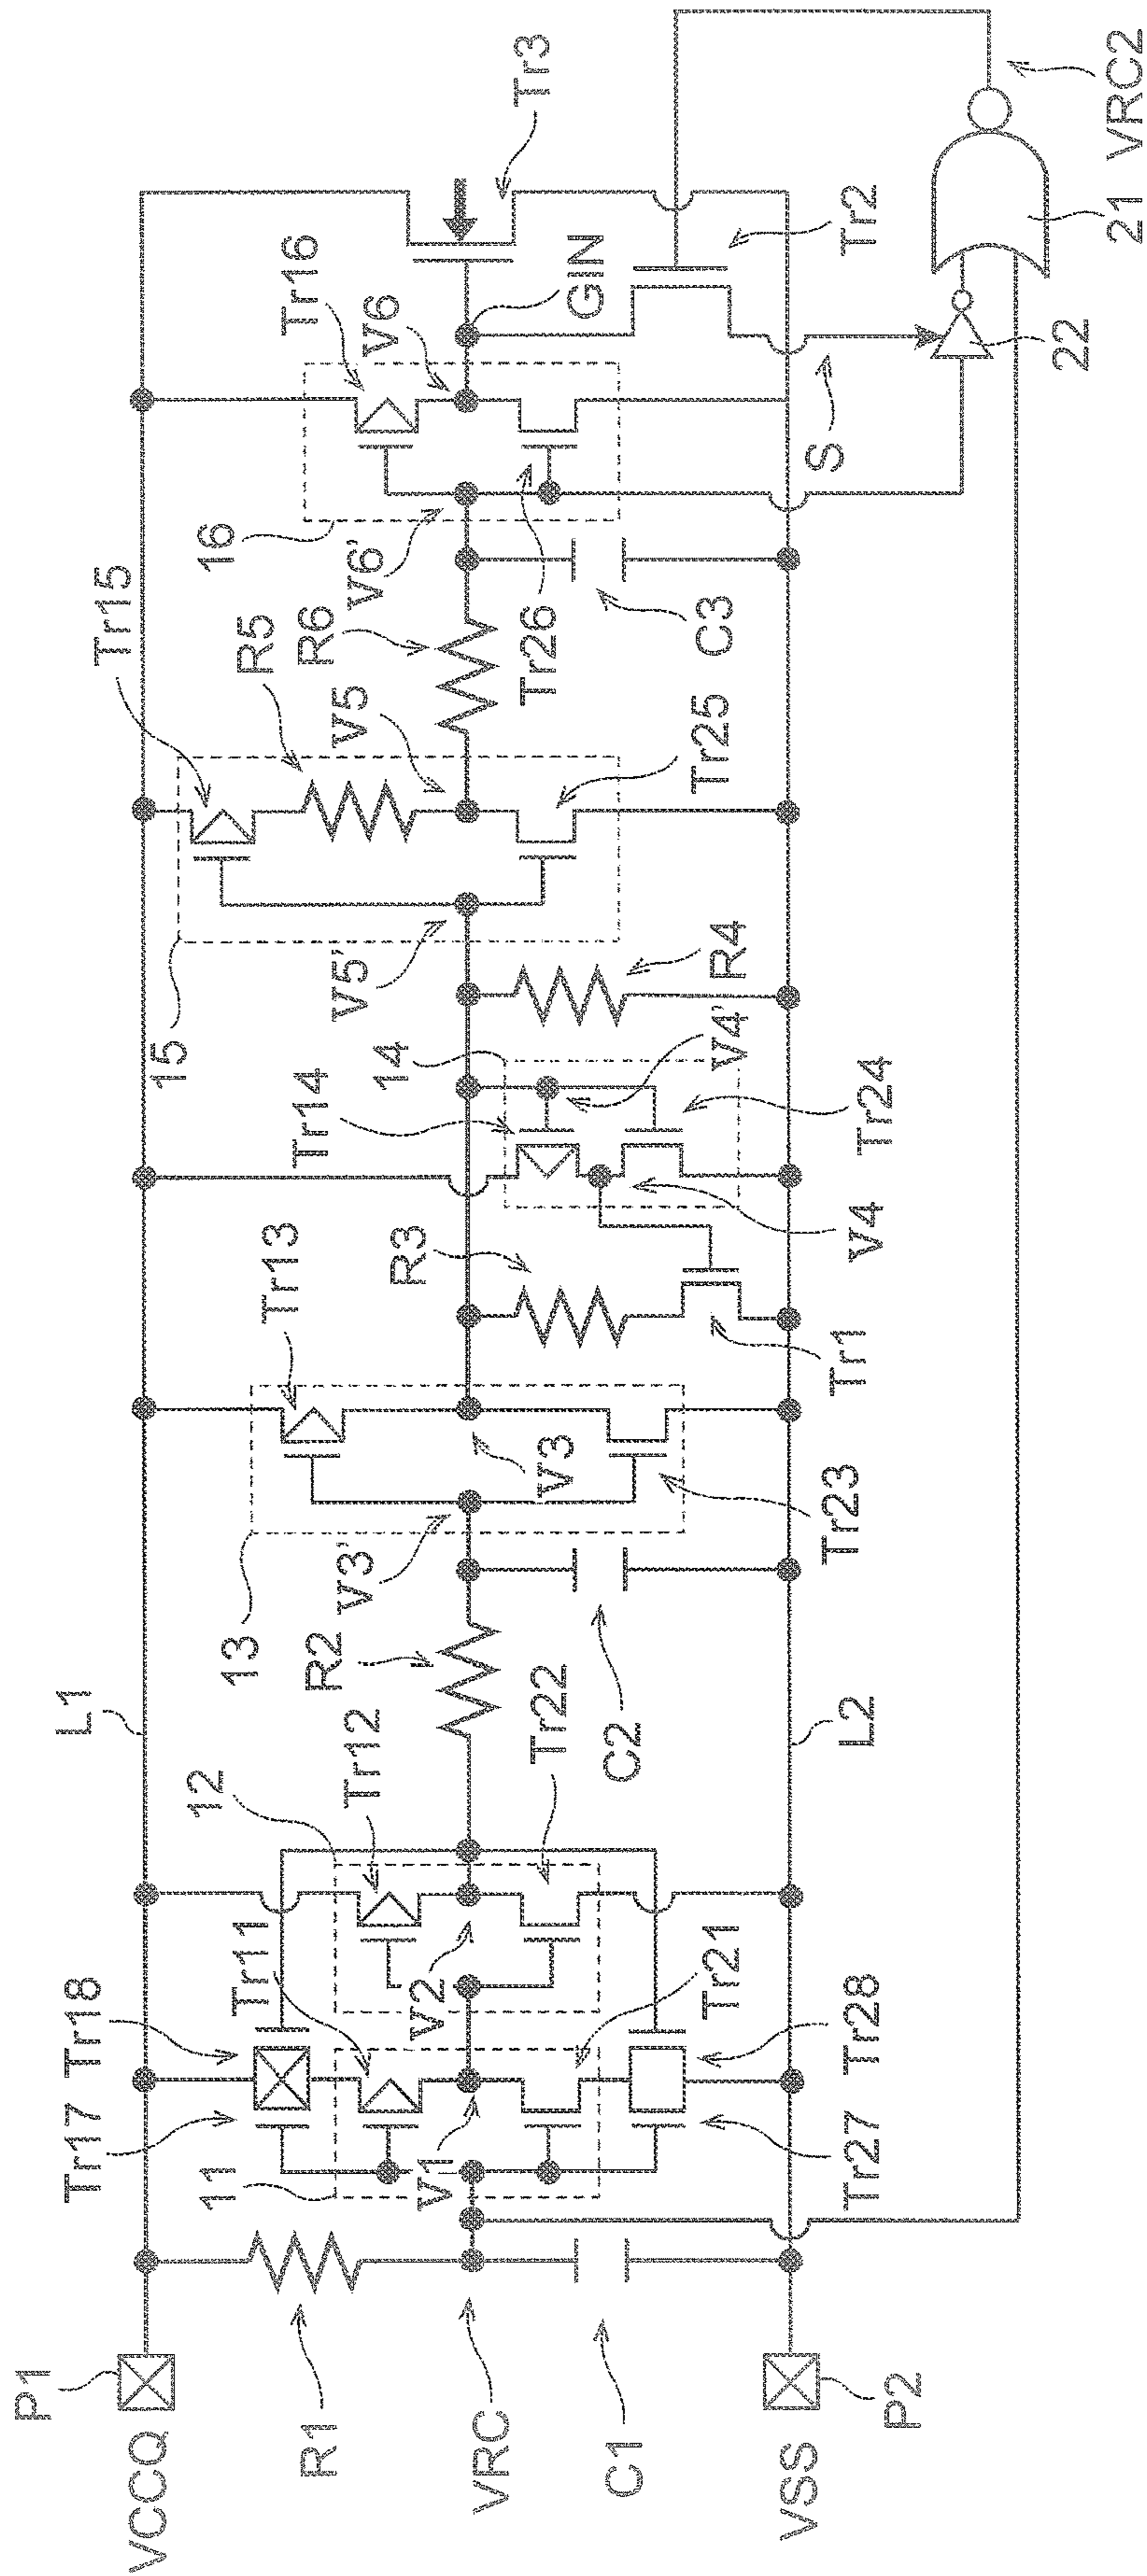 P1
VCCQ
R1
VRC
C1
VSS
P2
11
Tr17
Tr18
Tr11
V1
Tr21
Tr27
Tr28
12
Tr12
V2
Tr22
L1
L2
R2
C2
13
V3'
Tr13
V3
Tr23
R3
Tr1
Tr14
14
V4'
V4
Tr24
R4
15
V5'
Tr15
R5
V5
Tr25
R6
C3
16
V6'
Tr26
Tr16
V6
GIN
S
Tr3
Tr2
22
21
VRC2